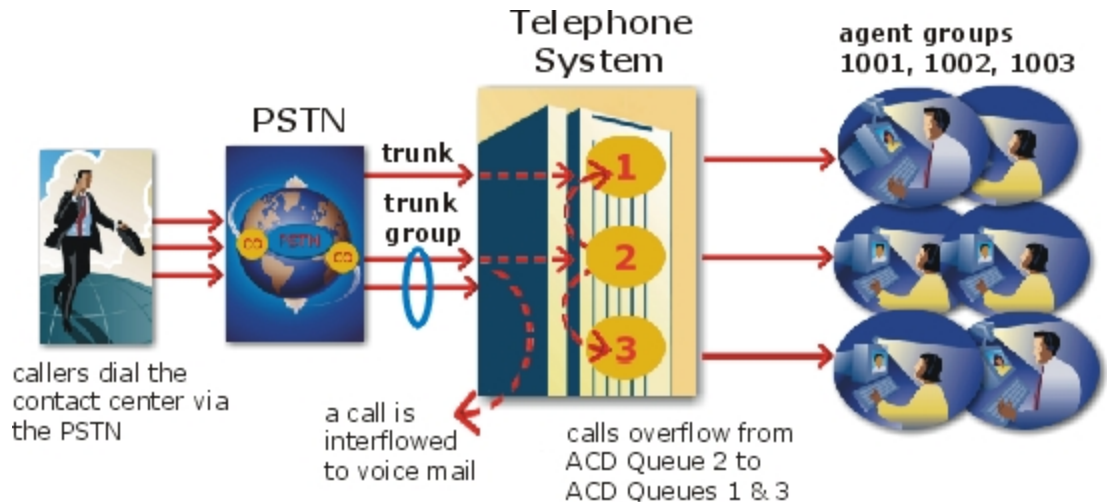 Telephone
System
agent groups
1001, 1002, 1003
PSTN
trunk
trunk
group
CO
PSTN
CO
1
2
3
callers dial the
contact center via
the PSTN
a call is
interflowed
to voice mail
calls overflow from
ACD Queue 2 to
ACD Queues 1 & 3